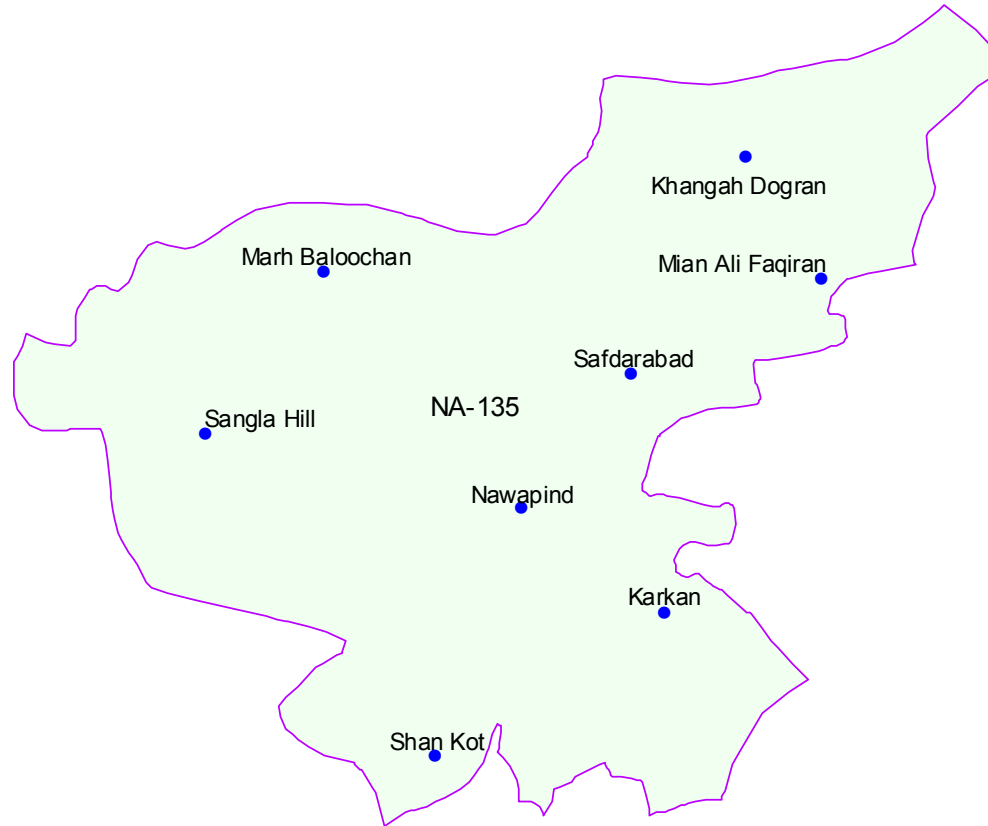 Khangah Dogran
Marh Baloochan
Mian Ali Faqiran
Safdarabad
NA-135
Sangla Hill
Nawapind
Karkan
Shan Kot